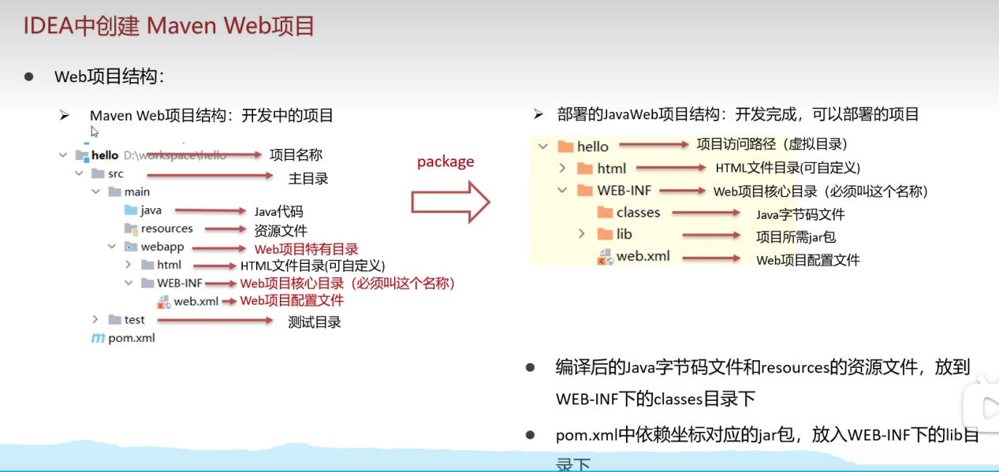 IDEA中创建 Maven Web项目
● Web项目结构：
➢ Maven Web项目结构：开发中的项目
hello D:\workspace\hello 项目名称
src 主目录
main
java Java代码
resources 资源文件
webapp Web项目特有目录
html HTML文件目录(可自定义)
WEB-INF Web项目核心目录（必须叫这个名称）
web.xml Web项目配置文件
test 测试目录
pom.xml
package
➢ 部署的JavaWeb项目结构：开发完成，可以部署的项目
hello 项目访问路径（虚拟目录）
html HTML文件目录(可自定义)
WEB-INF Web项目核心目录（必须叫这个名称）
classes Java字节码文件
lib 项目所需jar包
web.xml Web项目配置文件
● 编译后的Java字节码文件和resources的资源文件，放到
WEB-INF下的classes目录下
● pom.xml中依赖坐标对应的jar包，放入WEB-INF下的lib目
录下